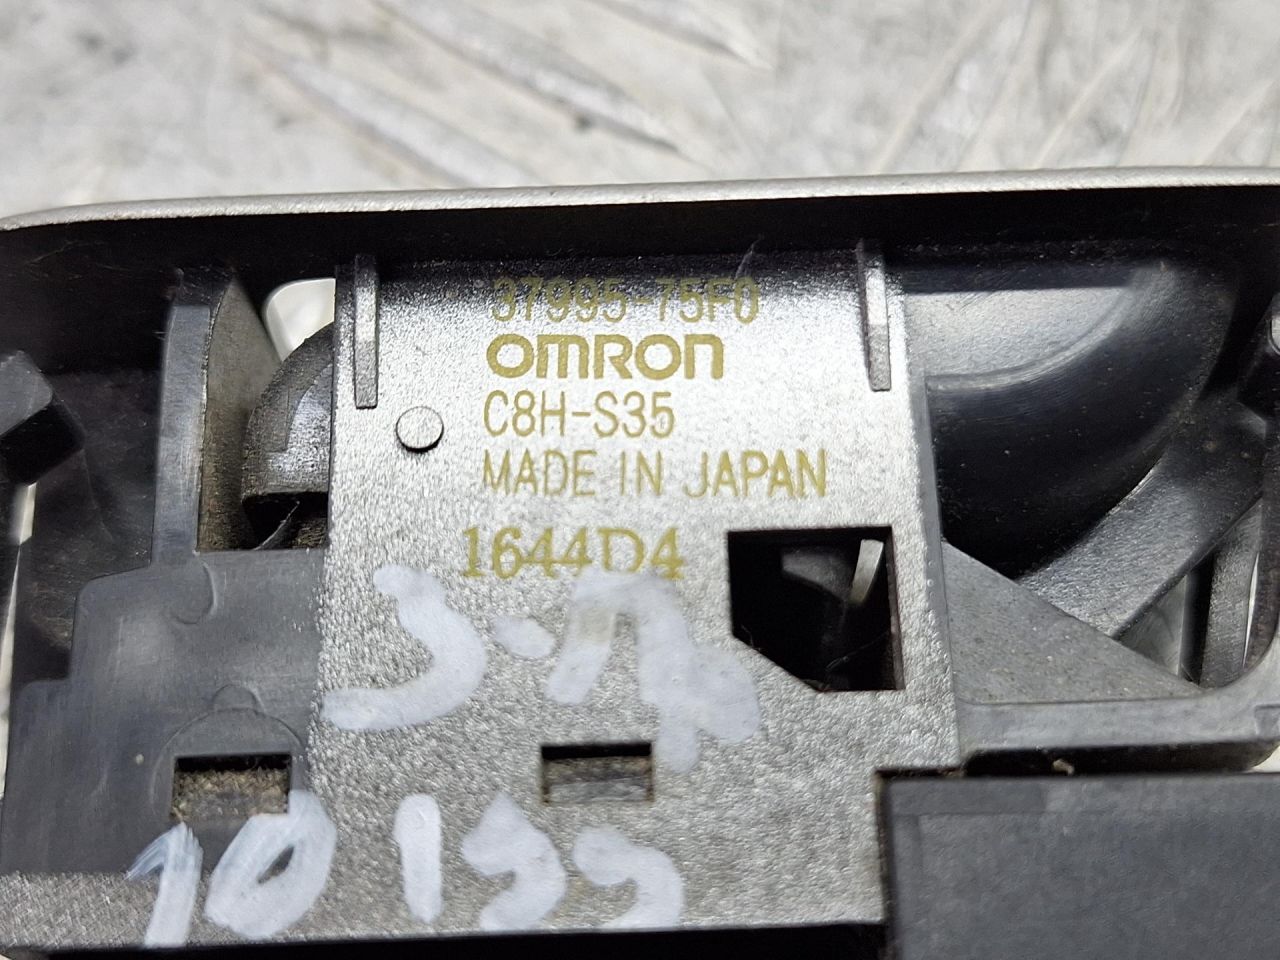 37995-75F0
OMRON
C8H-S35
MADE IN JAPAN
1644D4